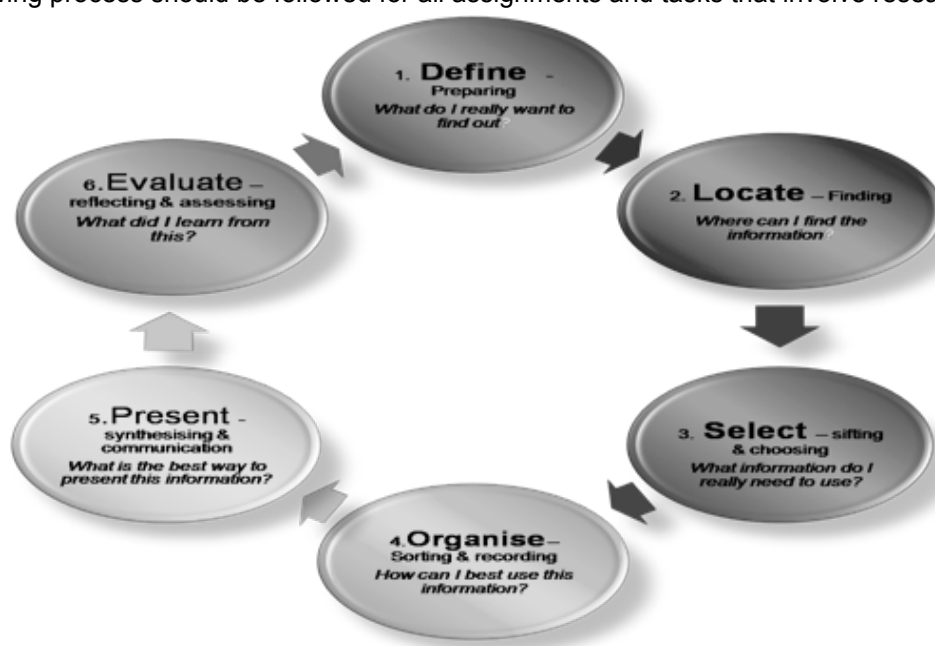 process should be followed for all assignments and tasks that involve
1. Define -
Preparing
What do I really want to
find out?
2. Locate – Finding
Where can I find the
information?
3. Select – sifting
& choosing
What information do I
really need to use?
4.Organise–
Sorting & recording
How can I best use this
information?
5.Present -
synthesising &
communication
What is the best way to
present this information?
6.Evaluate –
reflecting & assessing
What did I learn from
this?